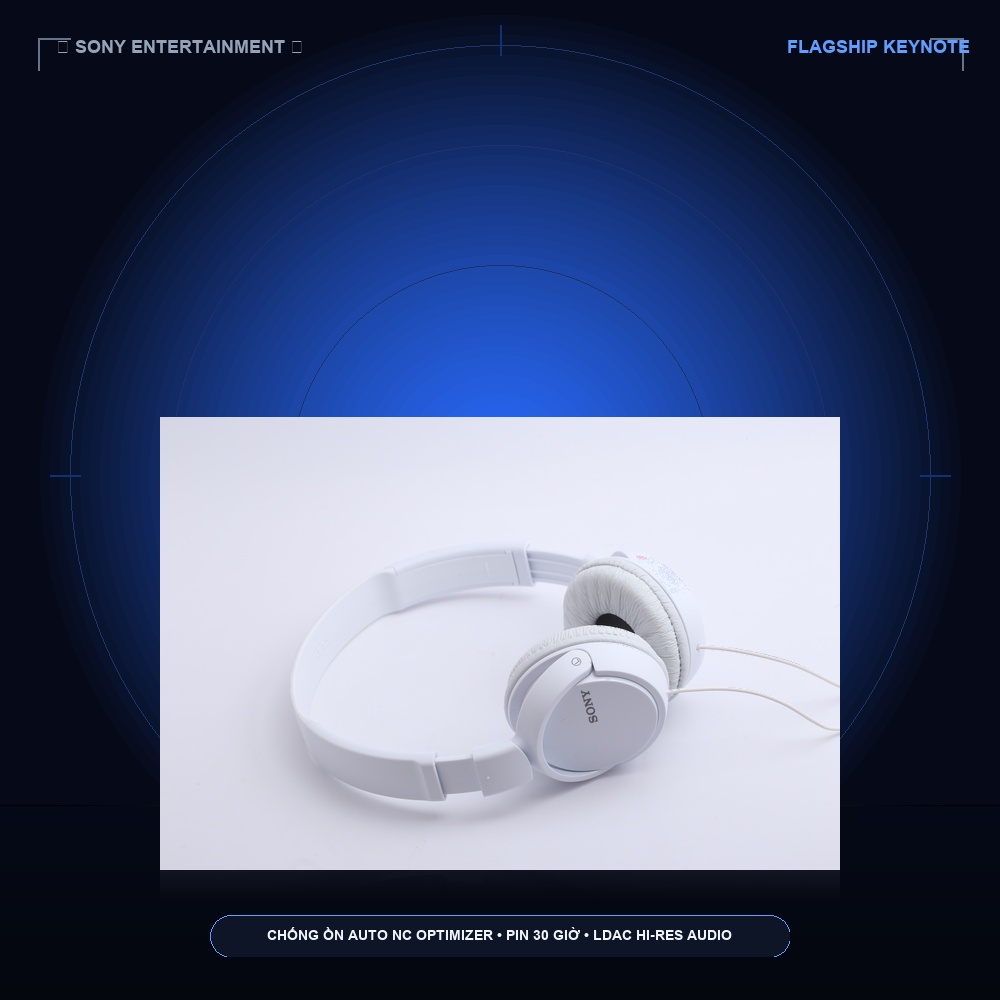 SONY ENTERTAINMENT
FLAGSHIP KEYNOTE
SONY
CHỐNG ỒN AUTO NC OPTIMIZER • PIN 30 GIỜ • LDAC HI-RES AUDIO